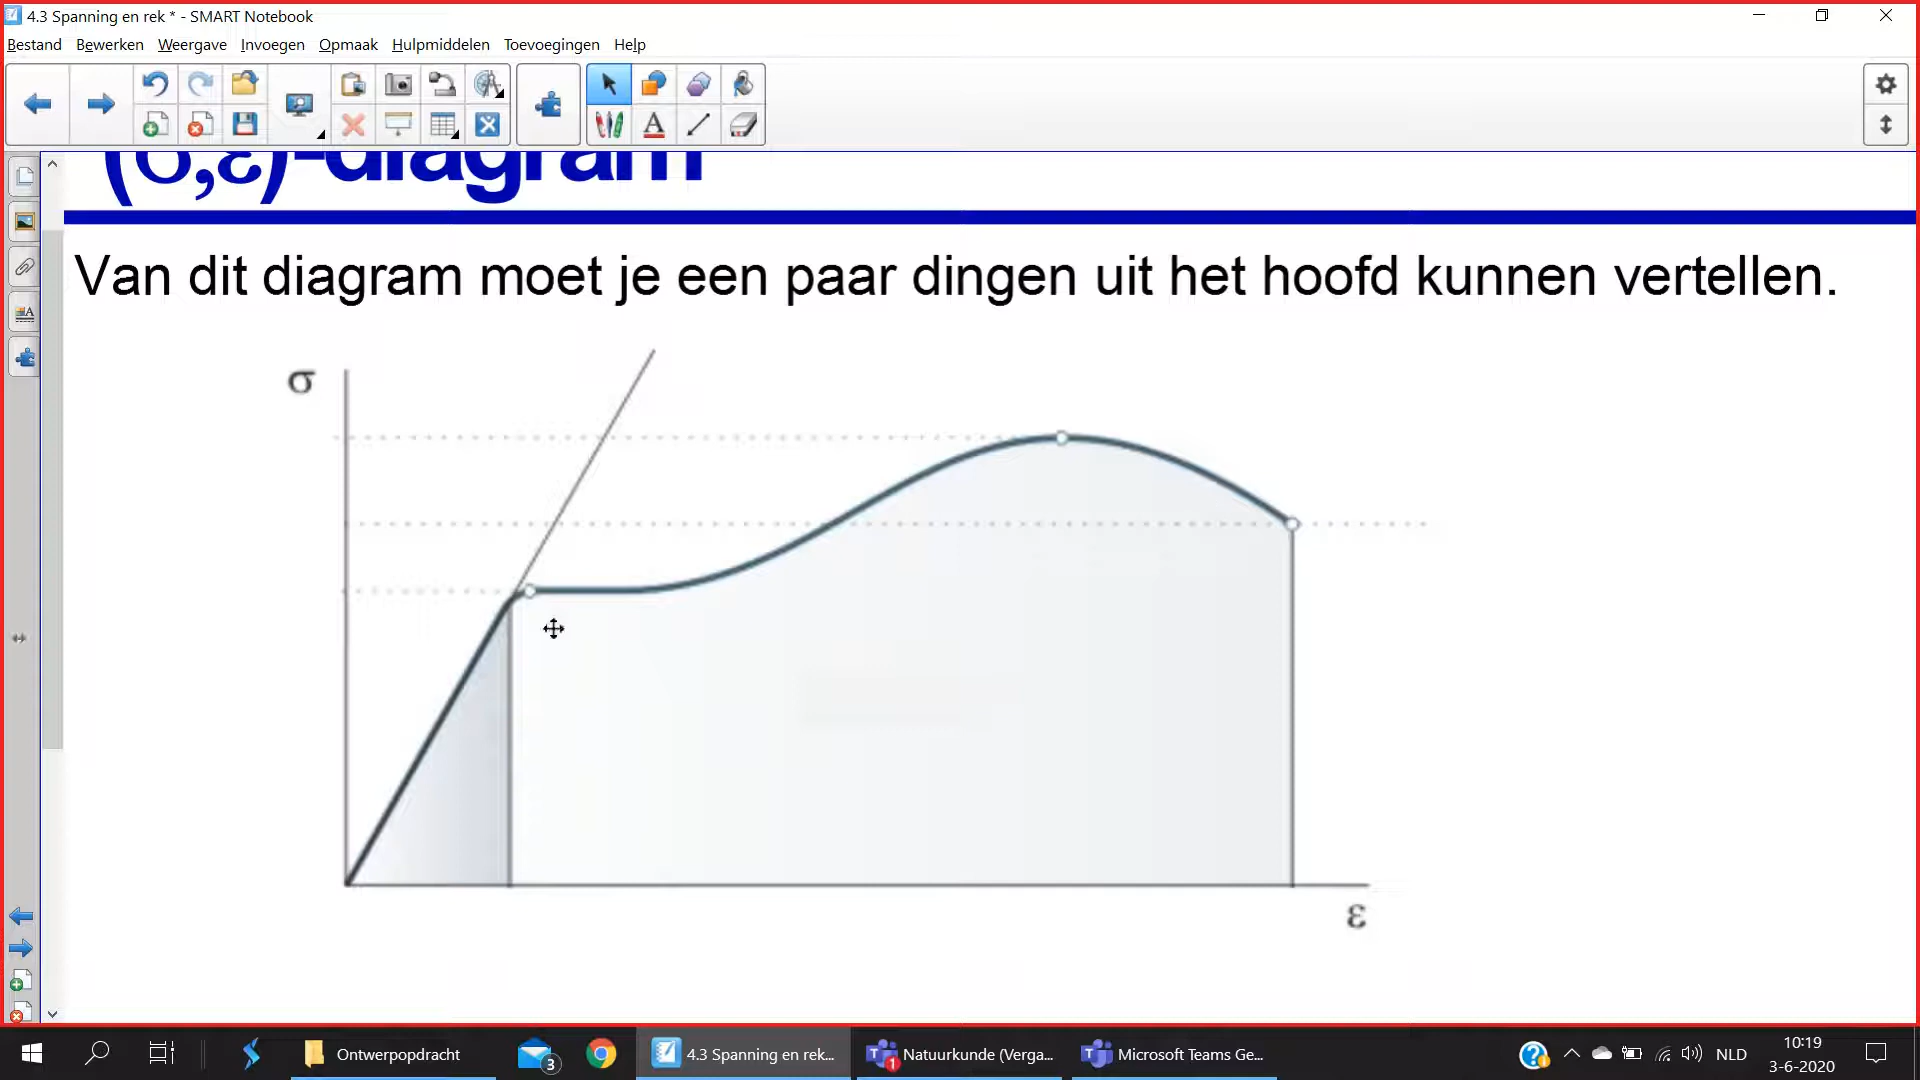 4.3 Spanning en rek * - SMART Notebook
Bestand Bewerken Weergave Invoegen Opmaak Hulpmiddelen Toevoegingen Help
(σ,ε)-diagram
Van dit diagram moet je een paar dingen uit het hoofd kunnen vertellen.
σ
ε
Ontwerpopdracht
3
4.3 Spanning en rek...
1
Natuurkunde (Verga...
Microsoft Teams Ge...
NLD
10:19
3-6-2020